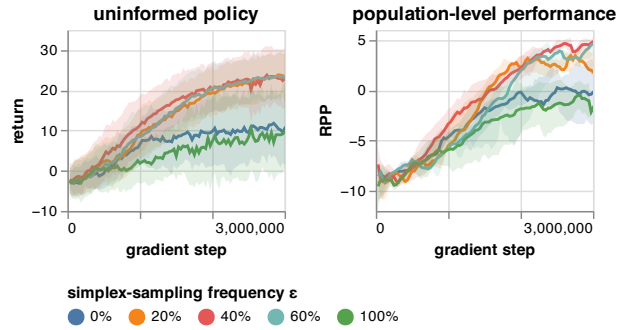 uninformed policy
30
20
10
0
−10
return
0
3,000,000
gradient step
population-level performance
5
0
−5
−10
RPP
0
3,000,000
gradient step
simplex-sampling frequency ε
0% 20% 40% 60% 100%